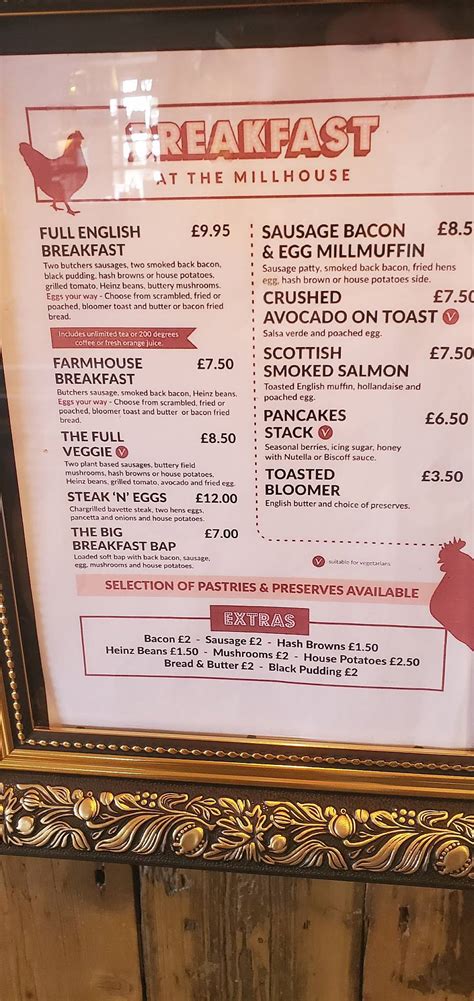 BREAKFAST
AT THE MILLHOUSE
FULL ENGLISH £9.95
BREAKFAST
Two butchers sausages, two smoked back bacon,
black pudding, hash browns or house potatoes,
grilled tomato, Heinz beans, buttery mushrooms.
Eggs your way - Choose from scrambled, fried or
poached, bloomer toast and butter or bacon fried
bread.
Includes unlimited tea or 200 degrees
coffee or fresh orange juice.
FARMHOUSE £7.50
BREAKFAST
Butchers sausage, smoked back bacon, Heinz beans.
Eggs your way - Choose from scrambled, fried or
poached, bloomer toast and butter or bacon fried
bread.
THE FULL £8.50
VEGGIE V
Two plant based sausages, buttery field
mushrooms, hash browns or house potatoes,
Heinz beans, grilled tomato, avocado and fried egg.
STEAK 'N' EGGS £12.00
Chargrilled bavette steak, two hens eggs,
pancetta and onions and house potatoes.
THE BIG £7.00
BREAKFAST BAP
Loaded soft bap with back bacon, sausage,
egg, mushrooms and house potatoes.
SAUSAGE BACON £8.5
& EGG MILLMUFFIN
Sausage patty, smoked back bacon, fried hens
egg, hash brown or house potatoes side.
CRUSHED £7.50
AVOCADO ON TOAST V
Salsa verde and poached egg.
SCOTTISH £7.50
SMOKED SALMON
Toasted English muffin, hollandaise and
poached egg.
PANCAKES £6.50
STACK V
Seasonal berries, icing sugar, honey
with Nutella or Biscoff sauce.
TOASTED £3.50
BLOOMER
English butter and choice of preserves.
V suitable for vegetarians
SELECTION OF PASTRIES & PRESERVES AVAILABLE
EXTRAS
Bacon £2 - Sausage £2 - Hash Browns £1.50
Heinz Beans £1.50 - Mushrooms £2 - House Potatoes £2.50
Bread & Butter £2 - Black Pudding £2